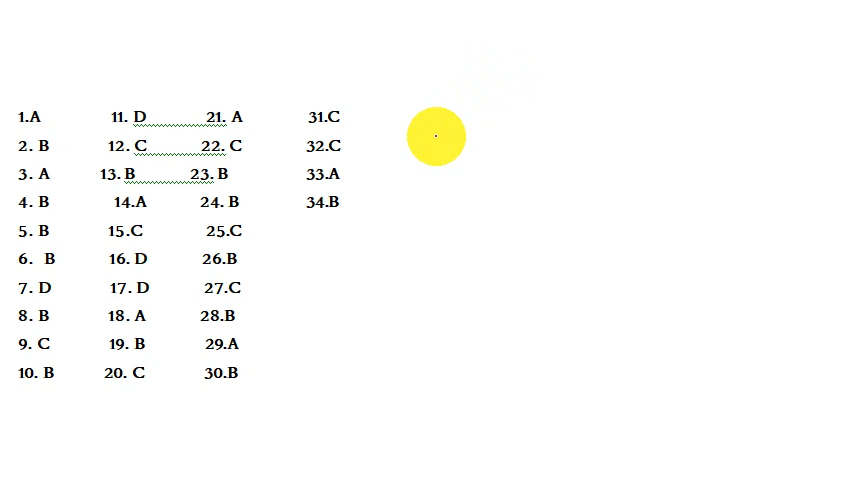 1.A 11. D 21. A 31.C
2. B 12. C 22. C 32.C
3. A 13. B 23. B 33.A
4. B 14.A 24. B 34.B
5. B 15.C 25.C
6. B 16. D 26.B
7. D 17. D 27.C
8. B 18. A 28.B
9. C 19. B 29.A
10. B 20. C 30.B